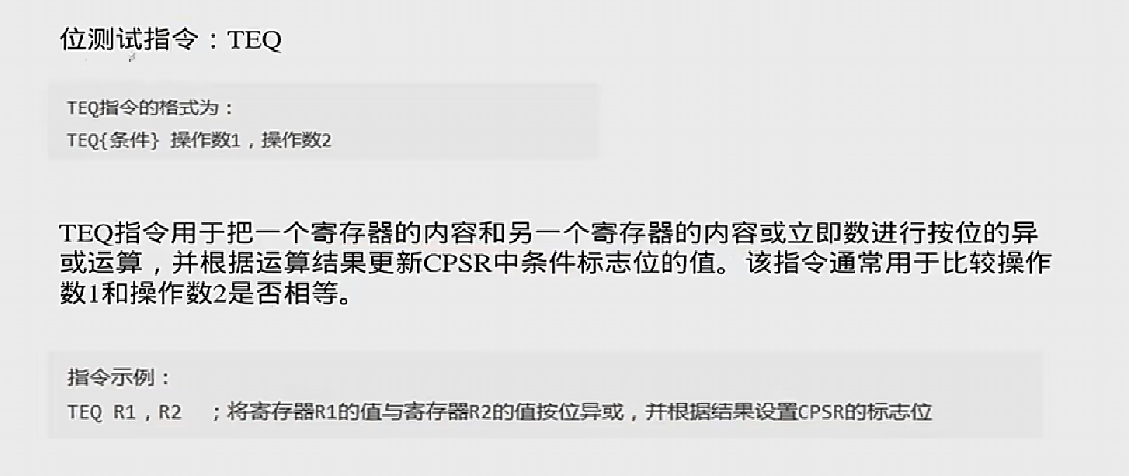 位测试指令：TEQ
TEQ指令的格式为：
TEQ{条件} 操作数1，操作数2
TEQ指令用于把一个寄存器的内容和另一个寄存器的内容或立即数进行按位的异
或运算，并根据运算结果更新CPSR中条件标志位的值。该指令通常用于比较操作
数1和操作数2是否相等。
指令示例：
TEQ R1，R2 ；将寄存器R1的值与寄存器R2的值按位异或，并根据结果设置CPSR的标志位